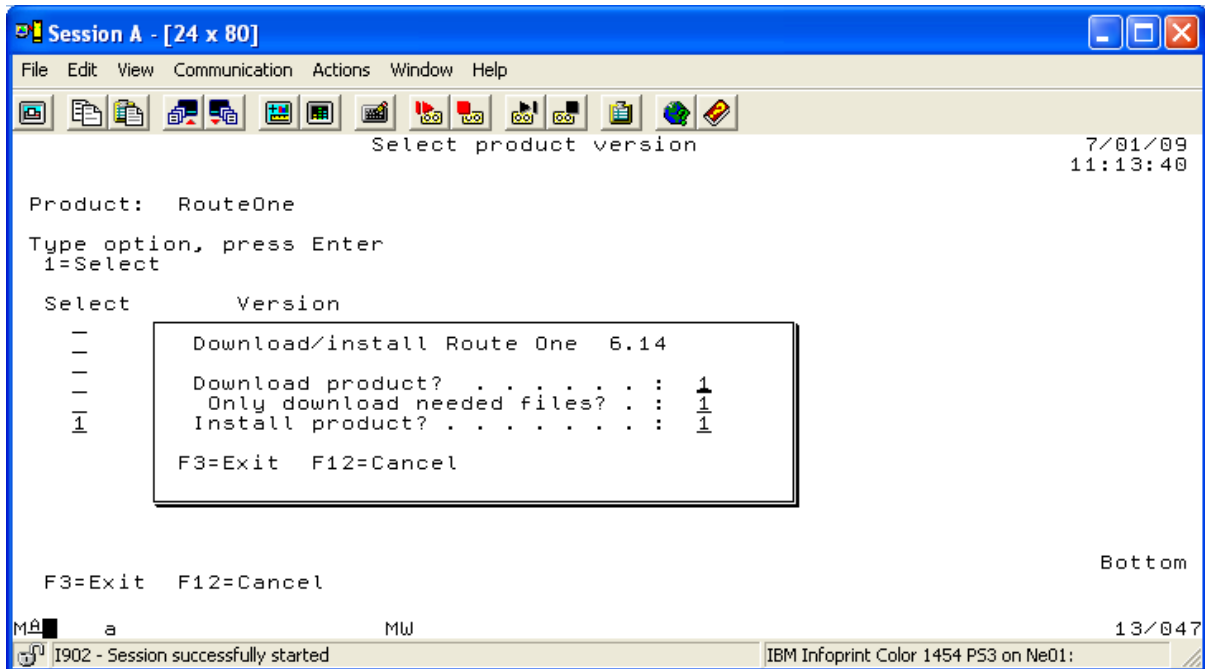 Session A - [24 x 80]
File Edit View Communication Actions Window Help
Select product version 7/01/09
11:13:40
Product: RouteOne
Type option, press Enter
1=Select
Select Version
Download/install Route One 6.14
Download product? . . . . . . : 1
Only download needed files? . : 1
1 Install product? . . . . . . . : 1
F3=Exit F12=Cancel
Bottom
F3=Exit F12=Cancel
MA a MW 13/047
I902 - Session successfully started IBM Infoprint Color 1454 PS3 on Ne01: